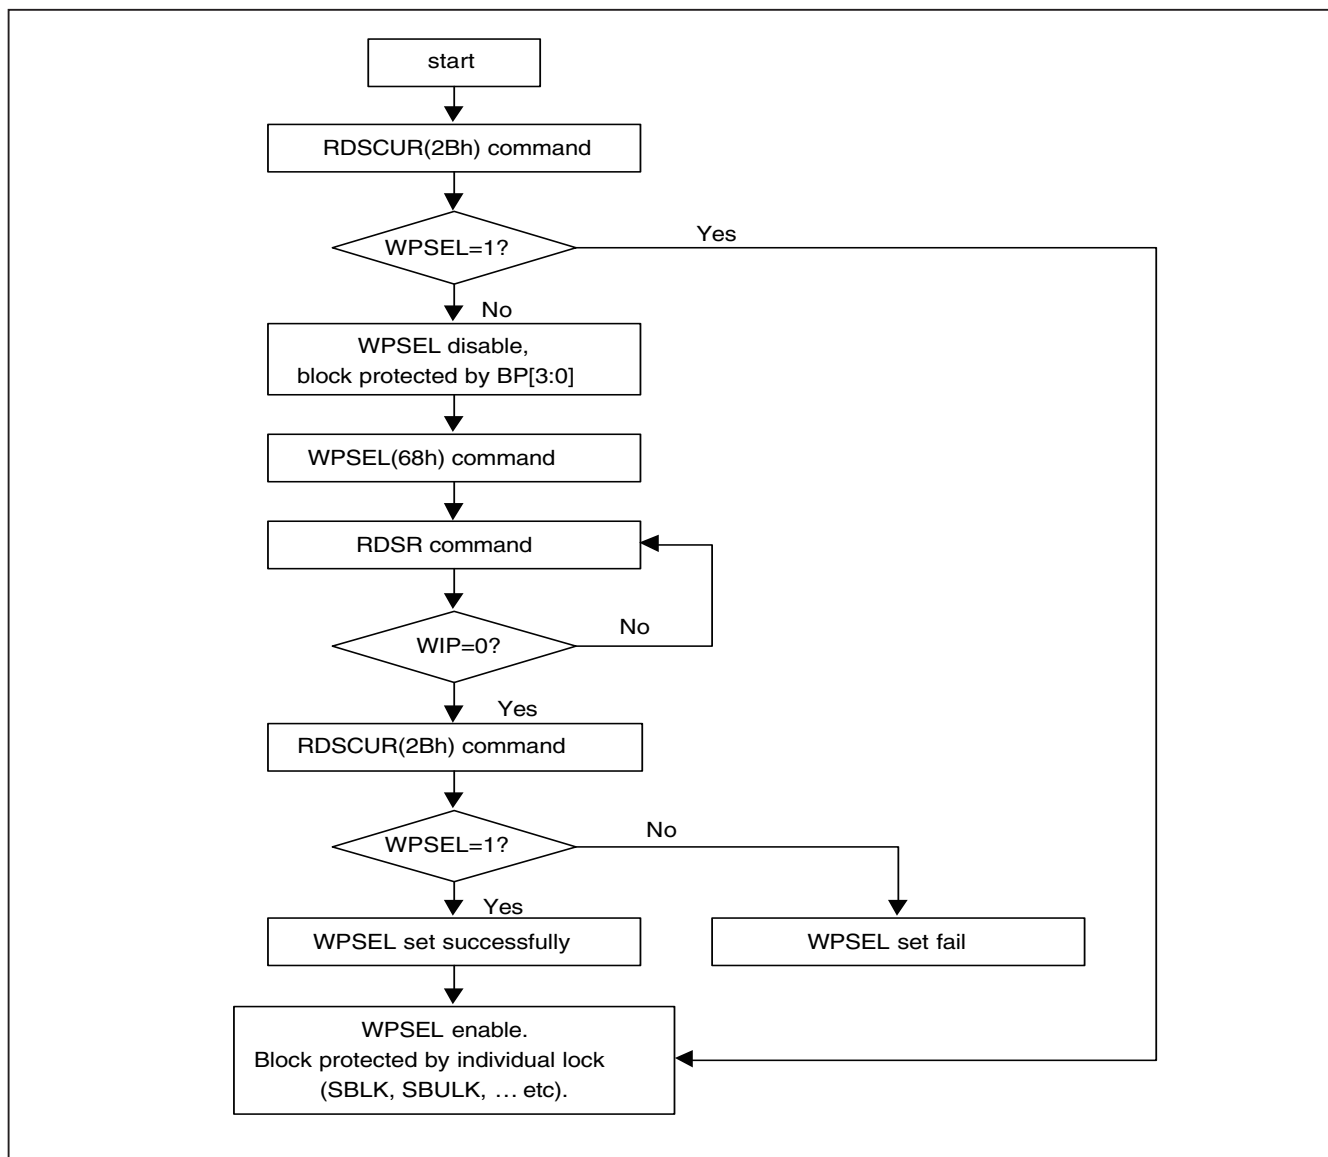 start
RDSCUR(2Bh) command
WPSEL=1?
Yes
No
WPSEL disable,
block protected by BP[3:0]
WPSEL(68h) command
RDSR command
WIP=0?
No
Yes
RDSCUR(2Bh) command
WPSEL=1?
No
Yes
WPSEL set successfully
WPSEL set fail
WPSEL enable.
Block protected by individual lock
(SBLK, SBULK, … etc).